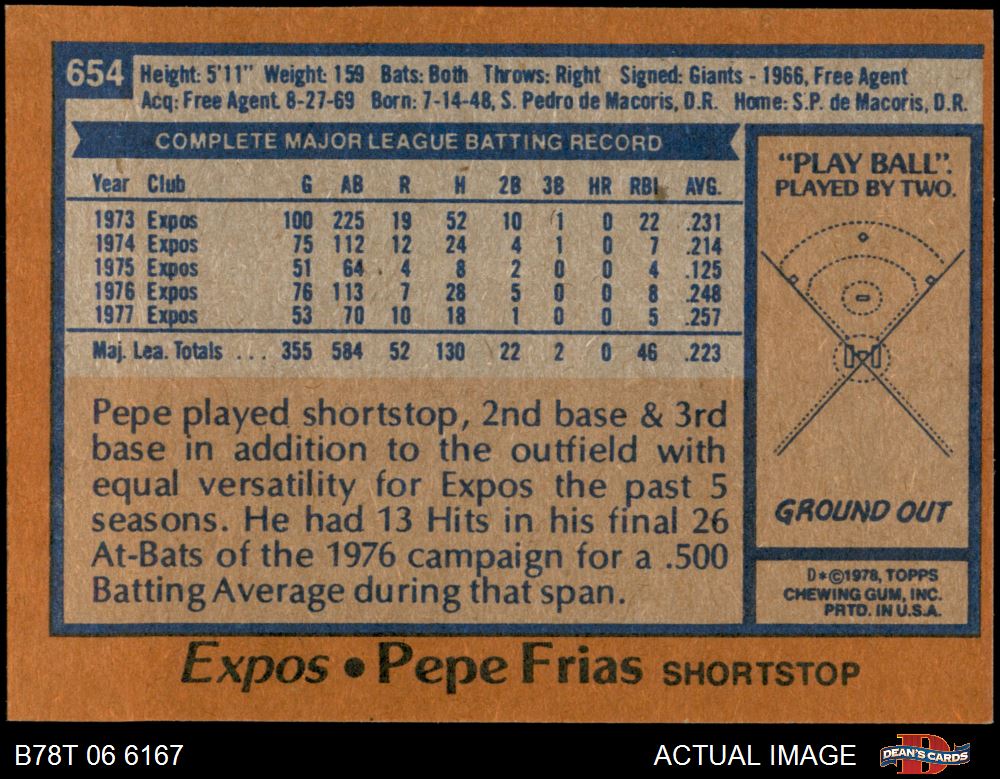 654
Height: 5'11" Weight: 159 Bats: Both Throws: Right Signed: Giants - 1966, Free Agent
Acq: Free Agent 8-27-69 Born: 7-14-48, S. Pedro de Macoris, D.R. Home: S.P. de Macoris, D.R.
COMPLETE MAJOR LEAGUE BATTING RECORD
Year Club G AB R H 2B 3B HR RBI AVG.
1973 Expos 100 225 19 52 10 1 0 22 .231
1974 Expos 75 112 12 24 4 1 0 7 .214
1975 Expos 51 64 4 8 2 0 0 4 .125
1976 Expos 76 113 7 28 5 0 0 8 .248
1977 Expos 53 70 10 18 1 0 0 5 .257
Maj. Lea. Totals ... 355 584 52 130 22 2 0 46 .223
Pepe played shortstop, 2nd base & 3rd
base in addition to the outfield with
equal versatility for Expos the past 5
seasons. He had 13 Hits in his final 26
At-Bats of the 1976 campaign for a .500
Batting Average during that span.
"PLAY BALL".
PLAYED BY TWO.
GROUND OUT
D*©1978, TOPPS
CHEWING GUM, INC.
PRTD. IN U.S.A.
Expos • Pepe Frias SHORTSTOP
B78T 06 6167
ACTUAL IMAGE
DEAN'S CARDS